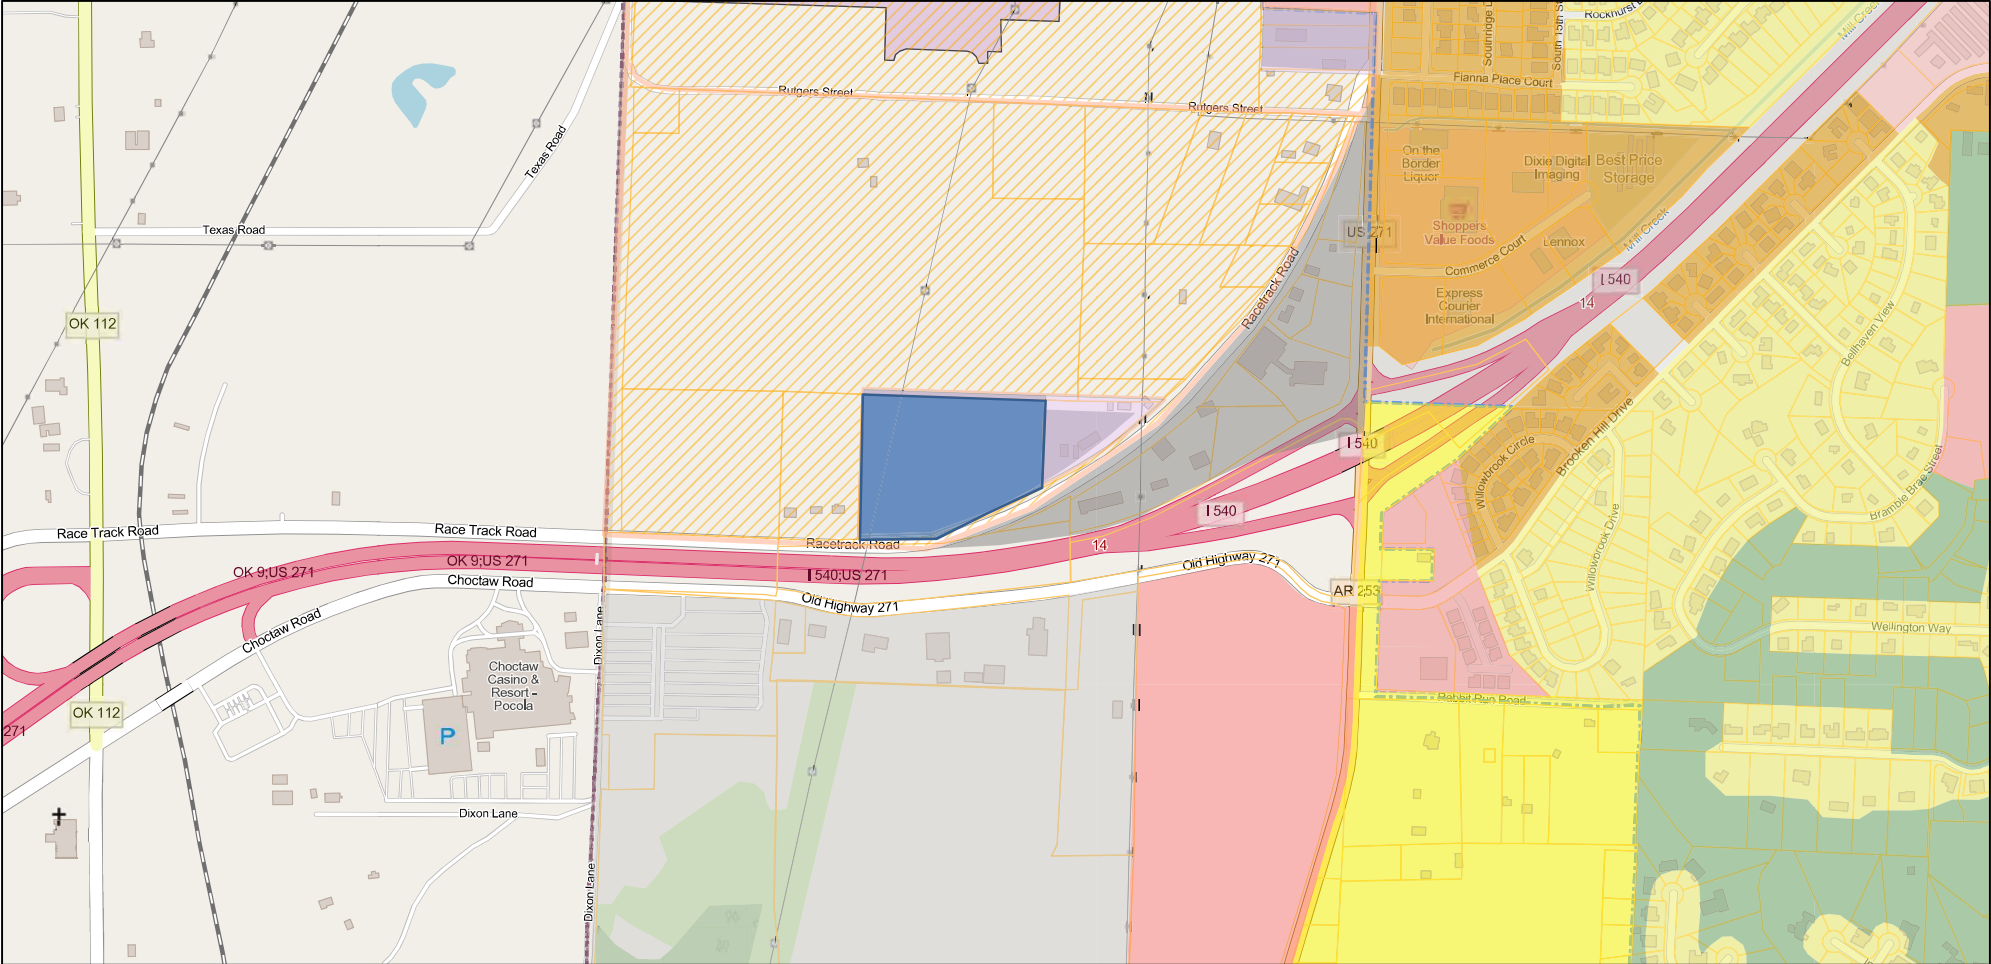 Rockhurst
Mill Creek
Southridge
South 15th St
Fianna Place Court
Rutgers Street
Rutgers Street
Texas Road
On the
Border
Liquor
Dixie Digital
Imaging
Best Price
Storage
Texas Road
US 271
Shoppers
Value Foods
Lennox
Mill Creek
Commerce Court
Racetrack Road
I 540
14
Express
Courier
International
OK 112
Bellhaven View
I 540
Willowbrook Circle
Brooken Hill Drive
Bramble Brae Street
I 540
Willowbrook Drive
Race Track Road
Race Track Road
Racetrack Road
14
OK 9;US 271
OK 9;US 271
I 540;US 271
Old Highway 271
Choctaw Road
Old Highway 271
AR 253
Choctaw Road
Dixon Lane
Wellington Way
Choctaw
Casino &
Resort -
Pocola
Rabbit Run Road
OK 112
271
P
Dixon Lane
Dixon Lane